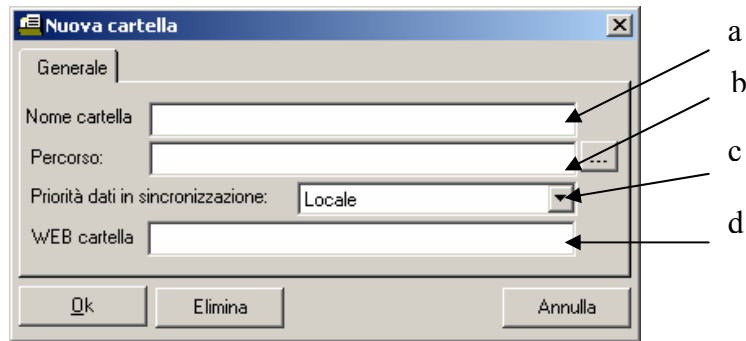 Nuova cartella
a
Generale
b
Nome cartella
Percorso: ...
c
Priorità dati in sincronizzazione: Locale
WEB cartella
d
Ok Elimina Annulla